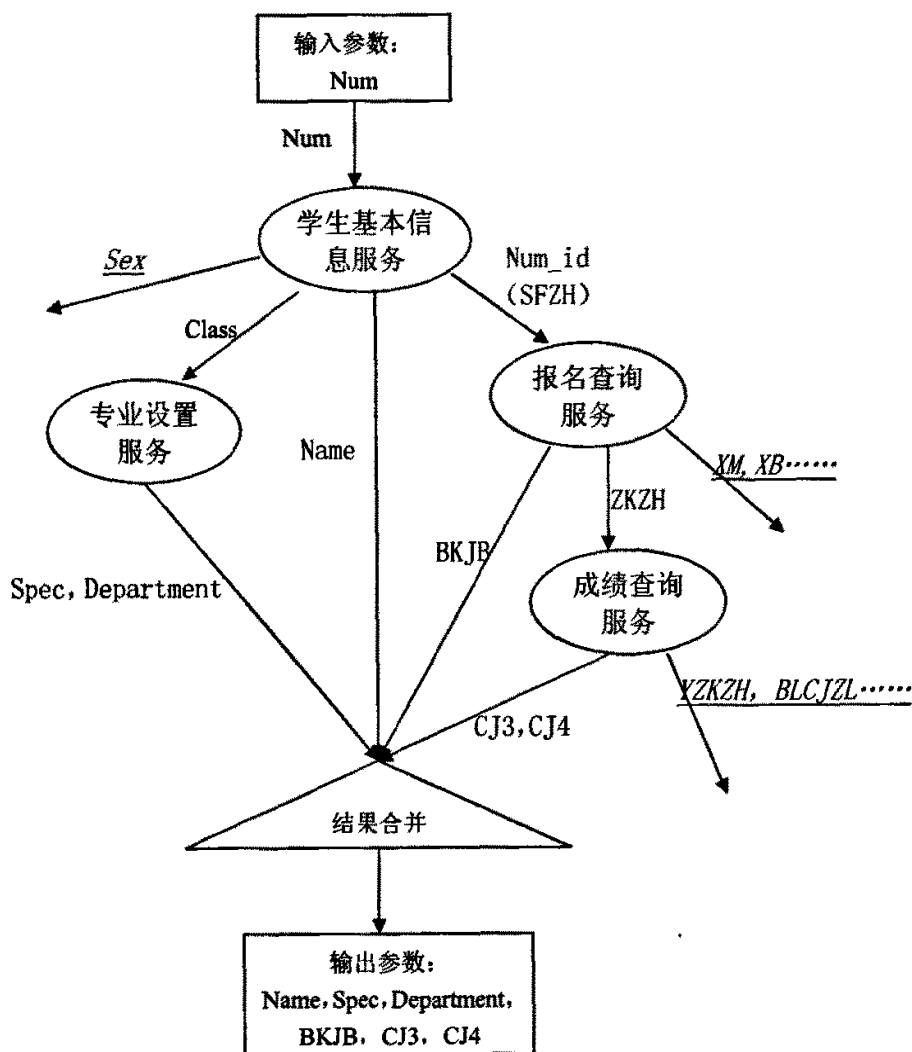 输入参数：
Num
Num
学生基本信
息服务
Sex
Num_id
(SFZH)
Class
报名查询
服务
专业设置
服务
Name
XM, XB……
ZKZH
BKJB
成绩查询
服务
Spec, Department
YZKZH, BLCJZL……
CJ3,CJ4
结果合并
输出参数：
Name, Spec, Department,
BKJB, CJ3, CJ4